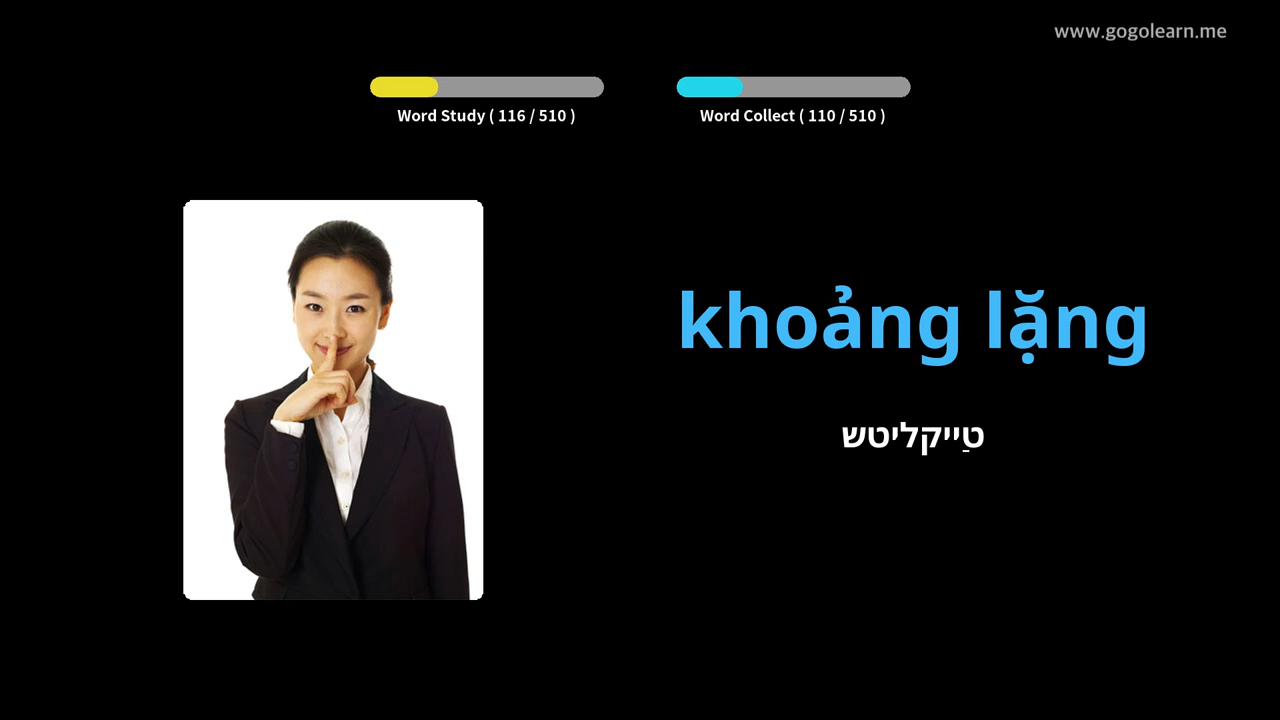 www.gogolearn.me
Word Study ( 116 / 510 )
Word Collect ( 110 / 510 )
khoảng lặng
טַייקליטש